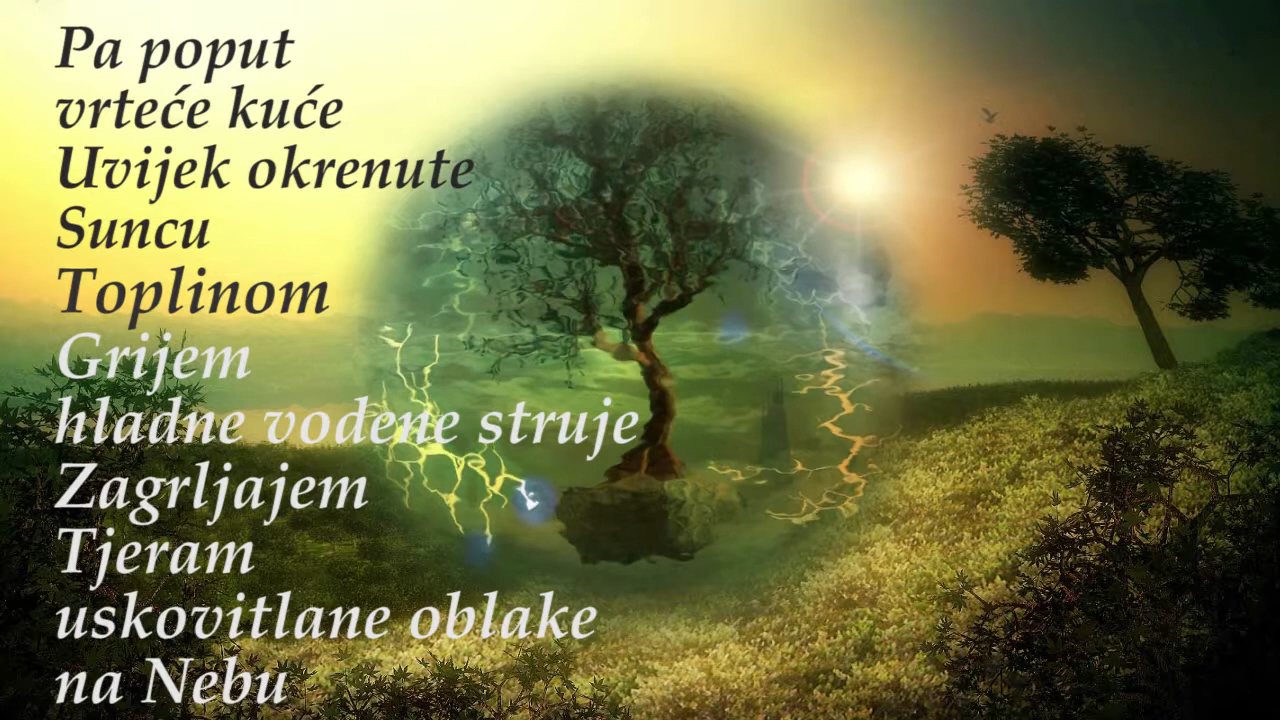 Pa poput
vrteće kuće
Uvijek okrenute
Suncu
Toplinom
Grijem
hladne vodene struje
Zagrljajem
Tjeram
uskovitlane oblake
na Nebu